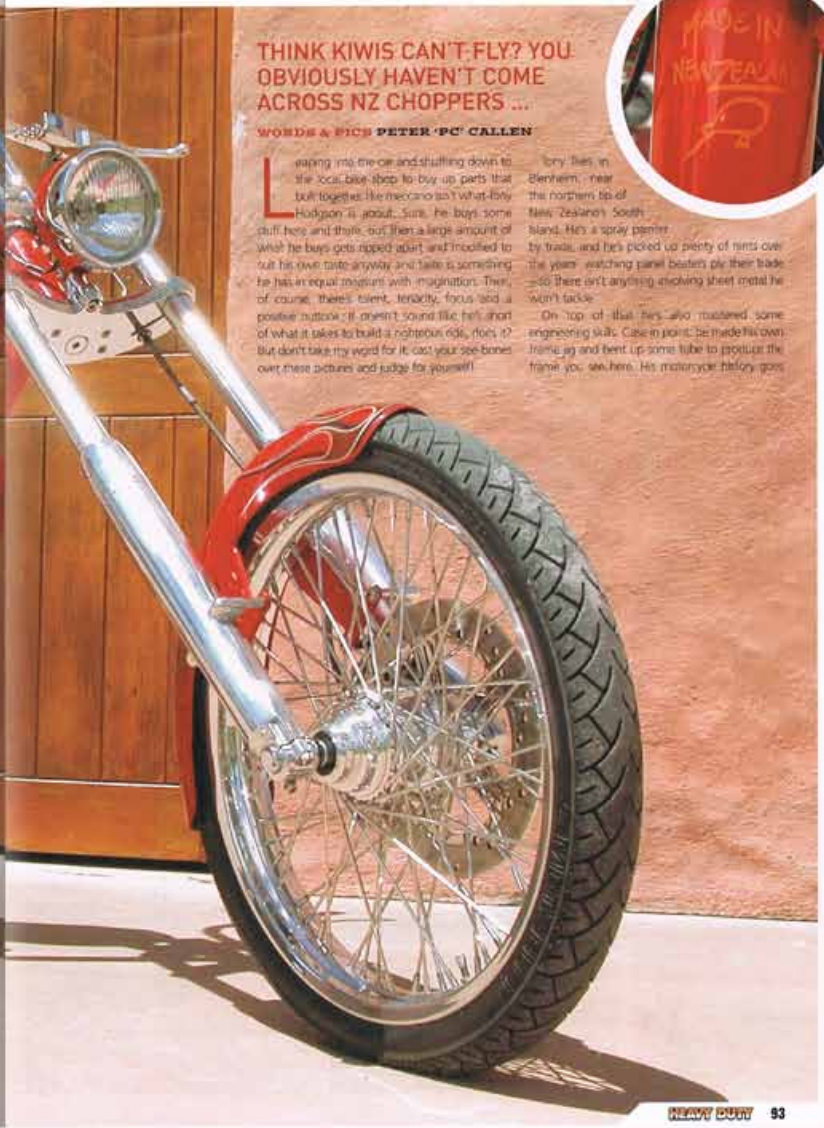 THINK KIWIS CAN'T FLY? YOU
OBVIOUSLY HAVEN'T COME
ACROSS NZ CHOPPERS ...
WORDS & PICS PETER 'PC' CALLEN
Leaping into the car and shuffling down to
the local bike shop to buy up parts that
bolt together like meccano isn't what Tony
Hodgson is about. Sure, he buys some
stuff here and there, but then a large amount of
what he buys gets ripped apart and modified to
suit his own taste anyway and taste is something
he has in equal measure with imagination. Then,
of course, there's talent, tenacity, focus and a
positive outlook. It doesn't sound like he's short
of what it takes to build a righteous ride, does it?
But don't take my word for it, cast your see-bones
over these pictures and judge for yourself!
Tony lives in
Blenheim, near
the northern tip of
New Zealand's South
Island. He's a spray painter
by trade, and he's picked up plenty of hints over
the years watching panel beaters ply their trade
so there isn't anything involving sheet metal he
won't tackle.
On top of that he's also mastered some
engineering skills. Case in point: he made his own
frame jig and bent up some tube to produce the
frame you see here. His motorcycle history goes
MADE IN
NEW ZEALAND
HEAVY DUTY 93